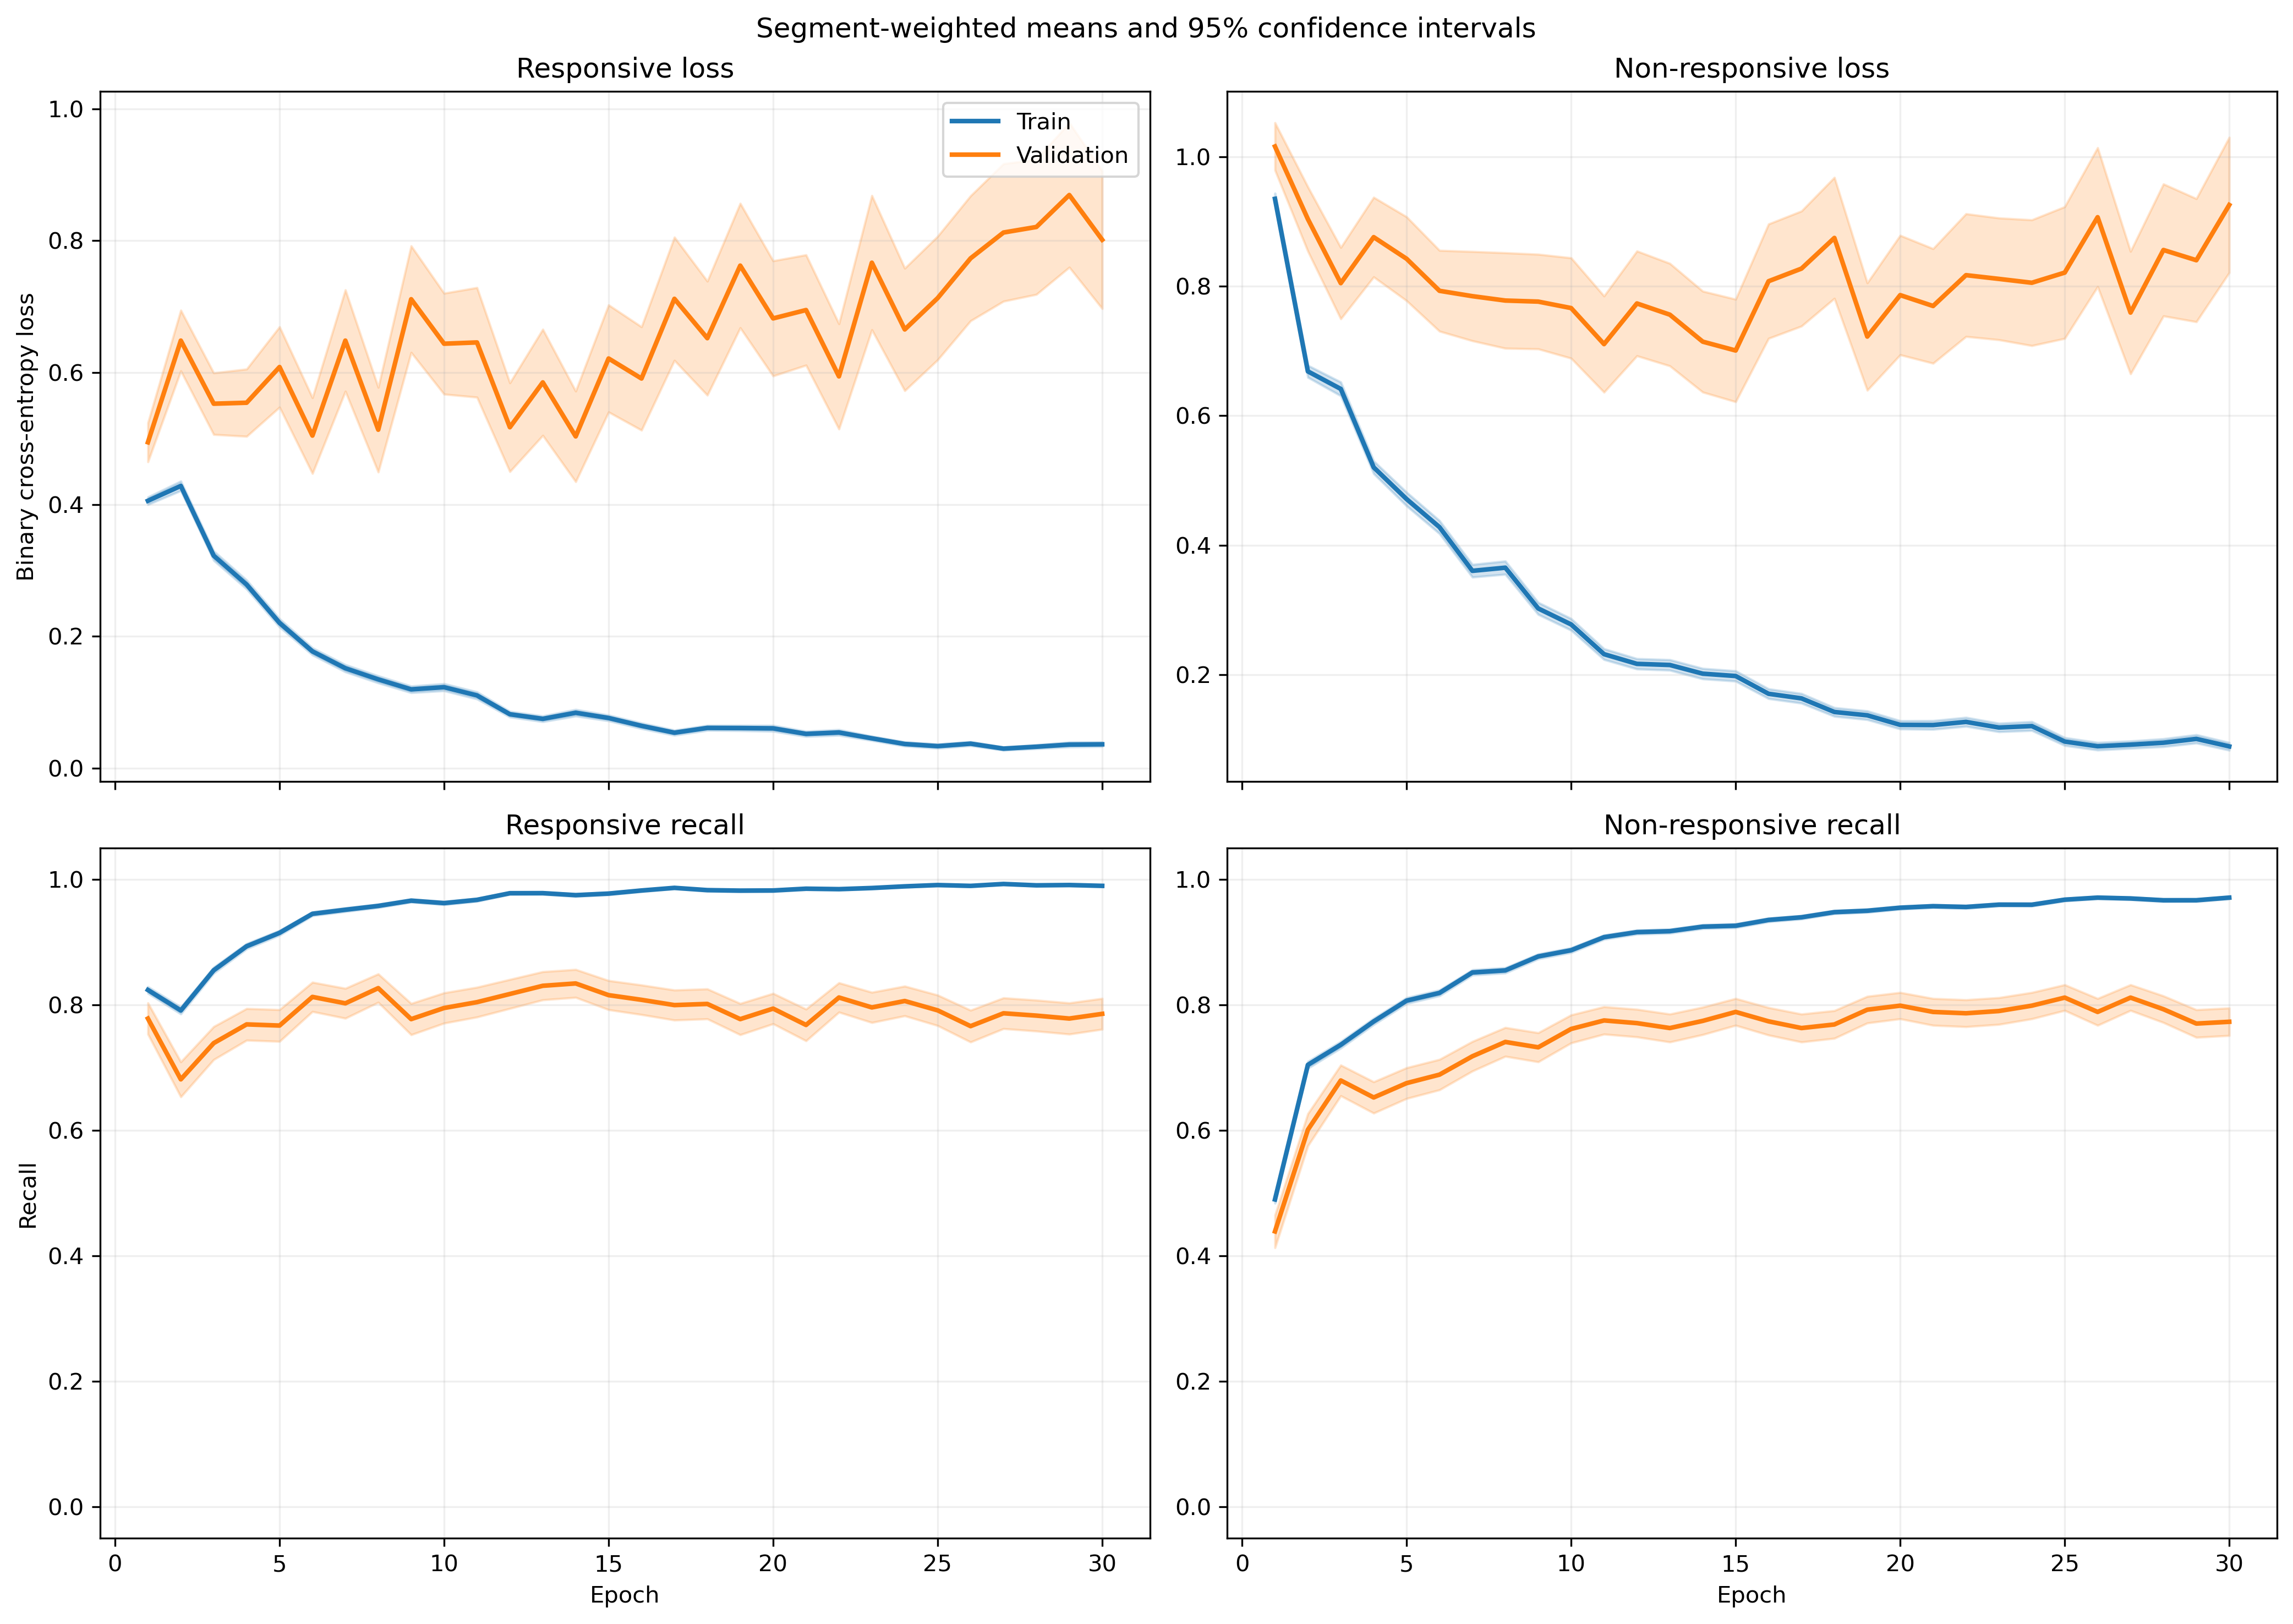 Segment-weighted means and 95% confidence intervals
Responsive loss
Non-responsive loss
Train
Validation
Binary cross-entropy loss
1.0
0.8
0.6
0.4
0.2
0.0
1.0
0.8
0.6
0.4
0.2
Responsive recall
Non-responsive recall
Recall
1.0
0.8
0.6
0.4
0.2
0.0
0 5 10 15 20 25 30
Epoch
1.0
0.8
0.6
0.4
0.2
0.0
0 5 10 15 20 25 30
Epoch